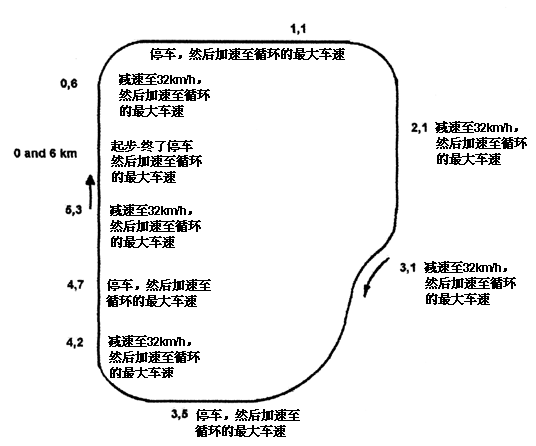 1,1
停车，然后加速至循环的最大车速
0,6
减速至32km/h，
然后加速至循环
的最大车速
0 and 6 km
起步-终了停车
然后加速至循环
的最大车速
2,1
减速至32km/h，
然后加速至循环
的最大车速
5,3
减速至32km/h，
然后加速至循环
的最大车速
3,1
减速至32km/h，
然后加速至循环
的最大车速
4,7
停车，然后加速至
循环的最大车速
4,2
减速至32km/h，
然后加速至循环
的最大车速
3,5
停车，然后加速至
循环的最大车速